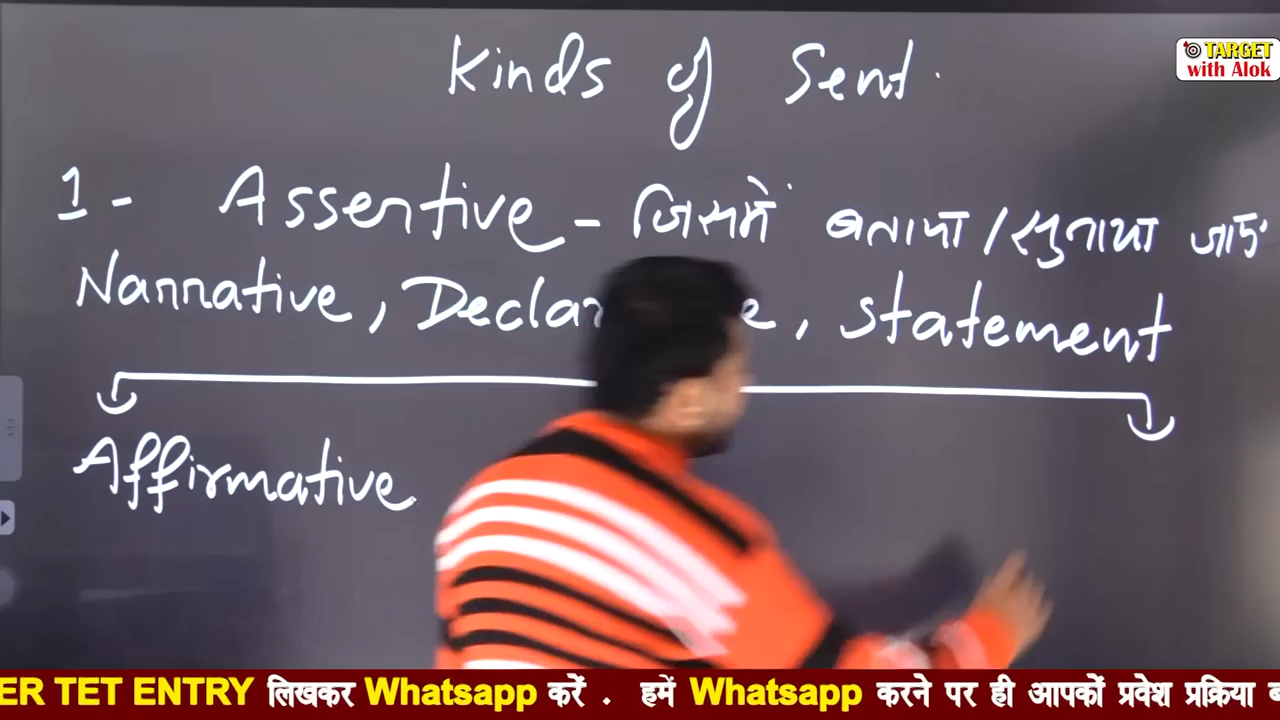 Kinds of Sent.
TARGET
with Alok
1- Assertive - जिसमें बताया / सुनाया जाऐ
Narrative, Declar e, Statement
Affirmative
ER TET ENTRY लिखकर Whatsapp करें . हमें Whatsapp करने पर ही आपकों प्रवेश प्रक्रिया